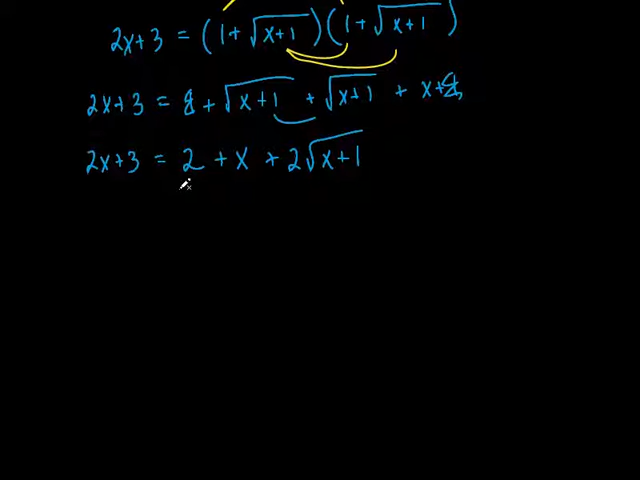 2x+3 = (1+√(x+1))(1+√(x+1))
2x+3 = 1 + √(x+1) + √(x+1) + x+1
2x+3 = 2 + x + 2√(x+1)